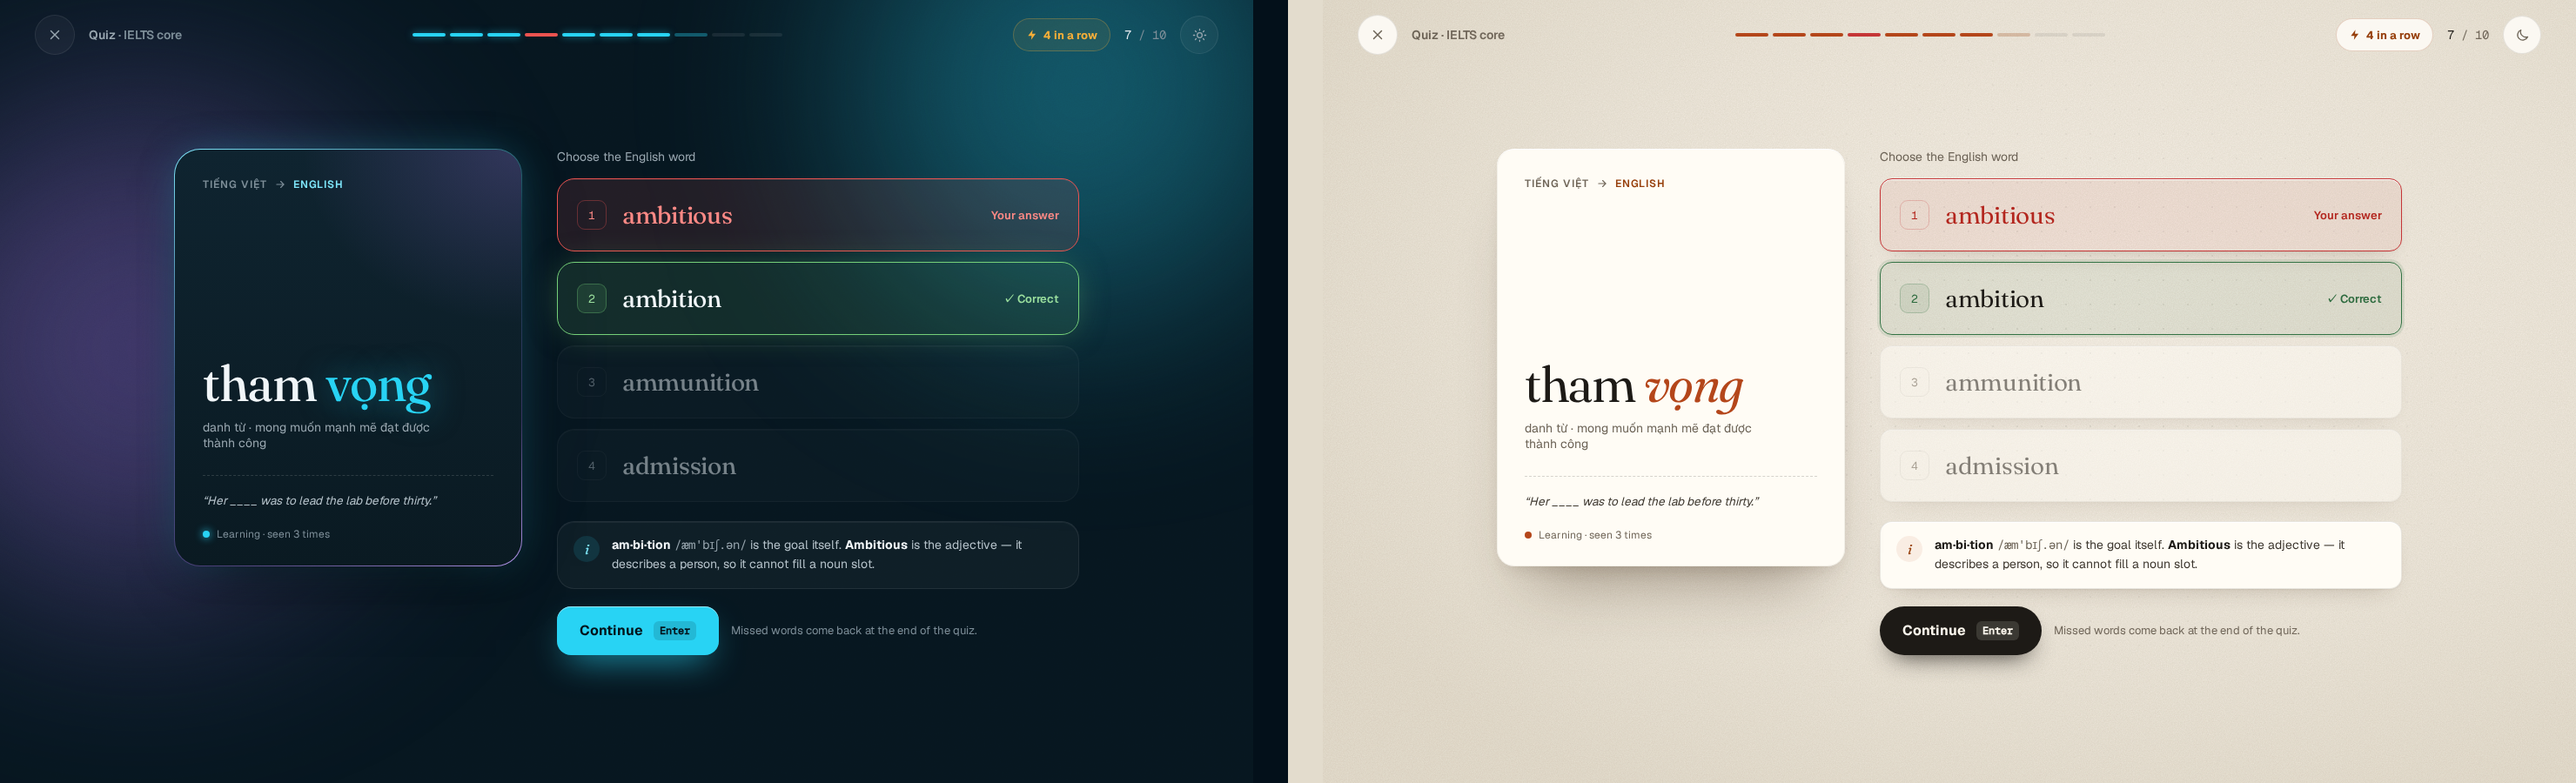 Quiz · IELTS core
4 in a row
7 / 10
TIẾNG VIỆT → ENGLISH
tham vọng
danh từ · mong muốn mạnh mẽ đạt được
thành công
“Her ____ was to lead the lab before thirty.”
Learning · seen 3 times
Choose the English word
1 ambitious Your answer
2 ambition ✓ Correct
3 ammunition
4 admission
i
am·bi·tion /æmˈbɪʃ.ən/ is the goal itself. Ambitious is the adjective — it
describes a person, so it cannot fill a noun slot.
Continue Enter
Missed words come back at the end of the quiz.
Quiz · IELTS core
4 in a row
7 / 10
TIẾNG VIỆT → ENGLISH
tham vọng
danh từ · mong muốn mạnh mẽ đạt được
thành công
“Her ____ was to lead the lab before thirty.”
Learning · seen 3 times
Choose the English word
1 ambitious Your answer
2 ambition ✓ Correct
3 ammunition
4 admission
i
am·bi·tion /æmˈbɪʃ.ən/ is the goal itself. Ambitious is the adjective — it
describes a person, so it cannot fill a noun slot.
Continue Enter
Missed words come back at the end of the quiz.